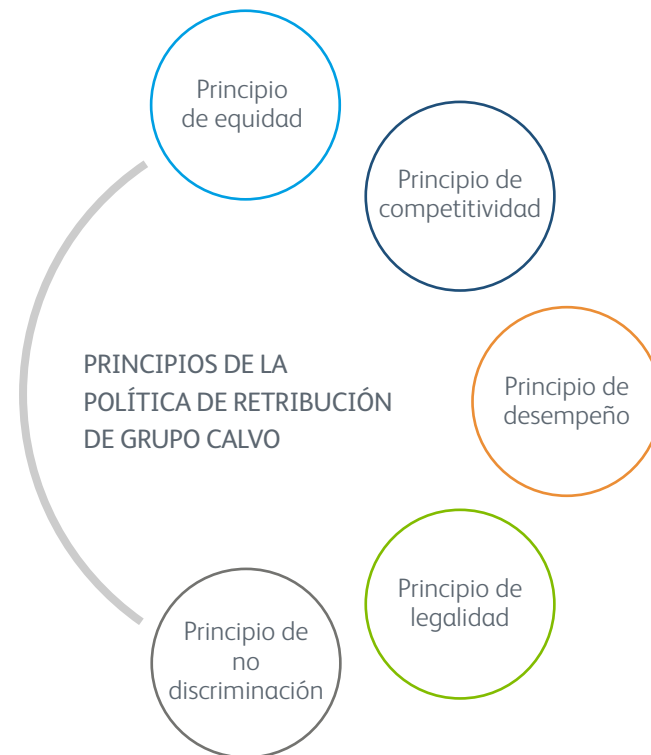 Principio
de equidad
Principio de
competitividad
PRINCIPIOS DE LA
POLÍTICA DE RETRIBUCIÓN
DE GRUPO CALVO
Principio de
desempeño
Principio de
legalidad
Principio de
no
discriminación